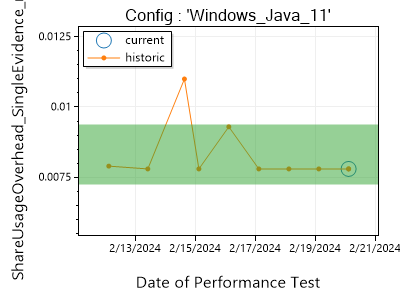 Config : 'Windows_Java_11'
current
historic
0.0125
0.01
0.0075
2/13/2024
2/15/2024
2/17/2024
2/19/2024
2/21/2024
Date of Performance Test
ShareUsageOverhead_SingleEvidence_